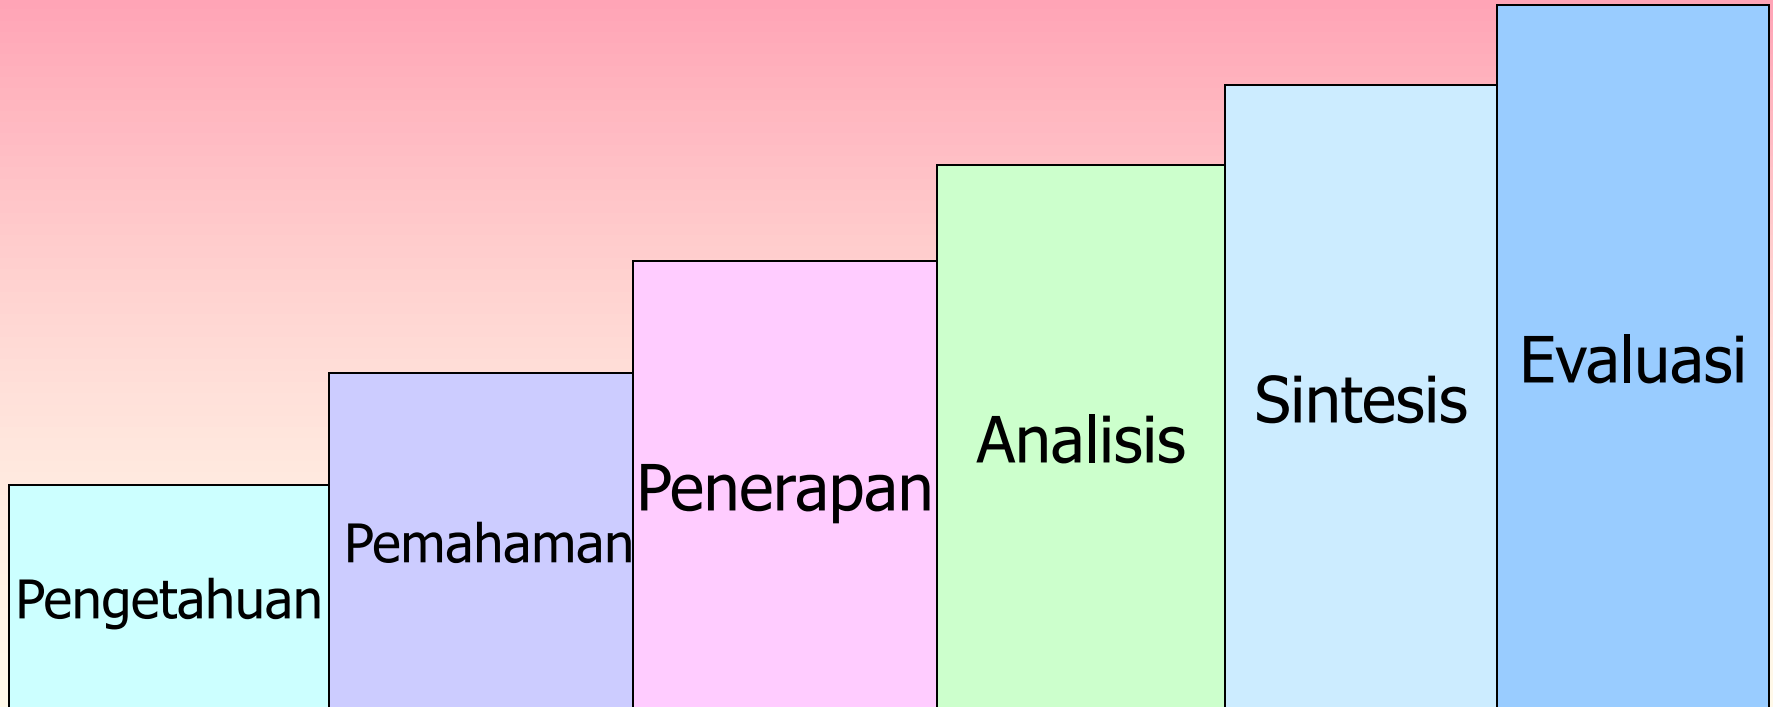 Pengetahuan
Pemahaman
Penerapan
Analisis
Sintesis
Evaluasi